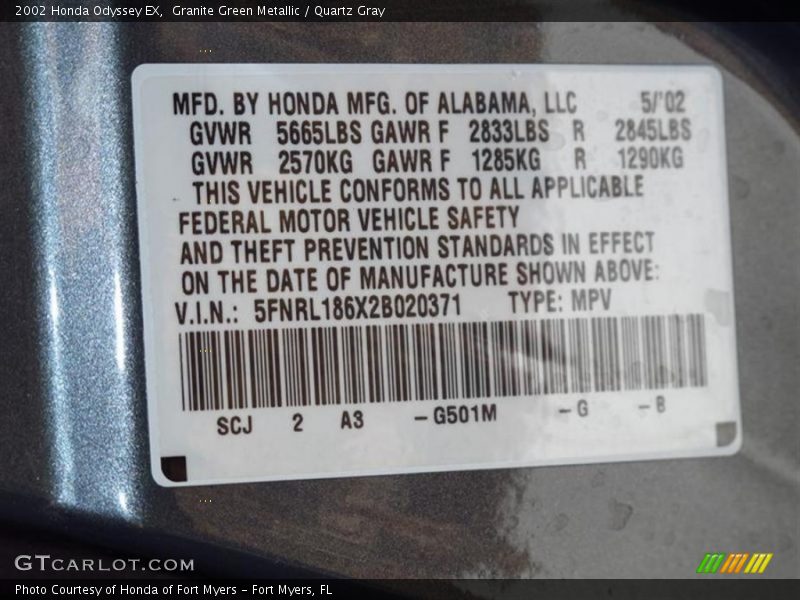 2002 Honda Odyssey EX, Granite Green Metallic / Quartz Gray
MFD. BY HONDA MFG. OF ALABAMA, LLC 5/'02
GVWR 5665LBS GAWR F 2833LBS R 2845LBS
GVWR 2570KG GAWR F 1285KG R 1290KG
THIS VEHICLE CONFORMS TO ALL APPLICABLE
FEDERAL MOTOR VEHICLE SAFETY
AND THEFT PREVENTION STANDARDS IN EFFECT
ON THE DATE OF MANUFACTURE SHOWN ABOVE:
V.I.N.: 5FNRL186X2B020371 TYPE: MPV
SCJ 2 A3 -G501M -G -B
GTCARLOT.COM
Photo Courtesy of Honda of Fort Myers - Fort Myers, FL